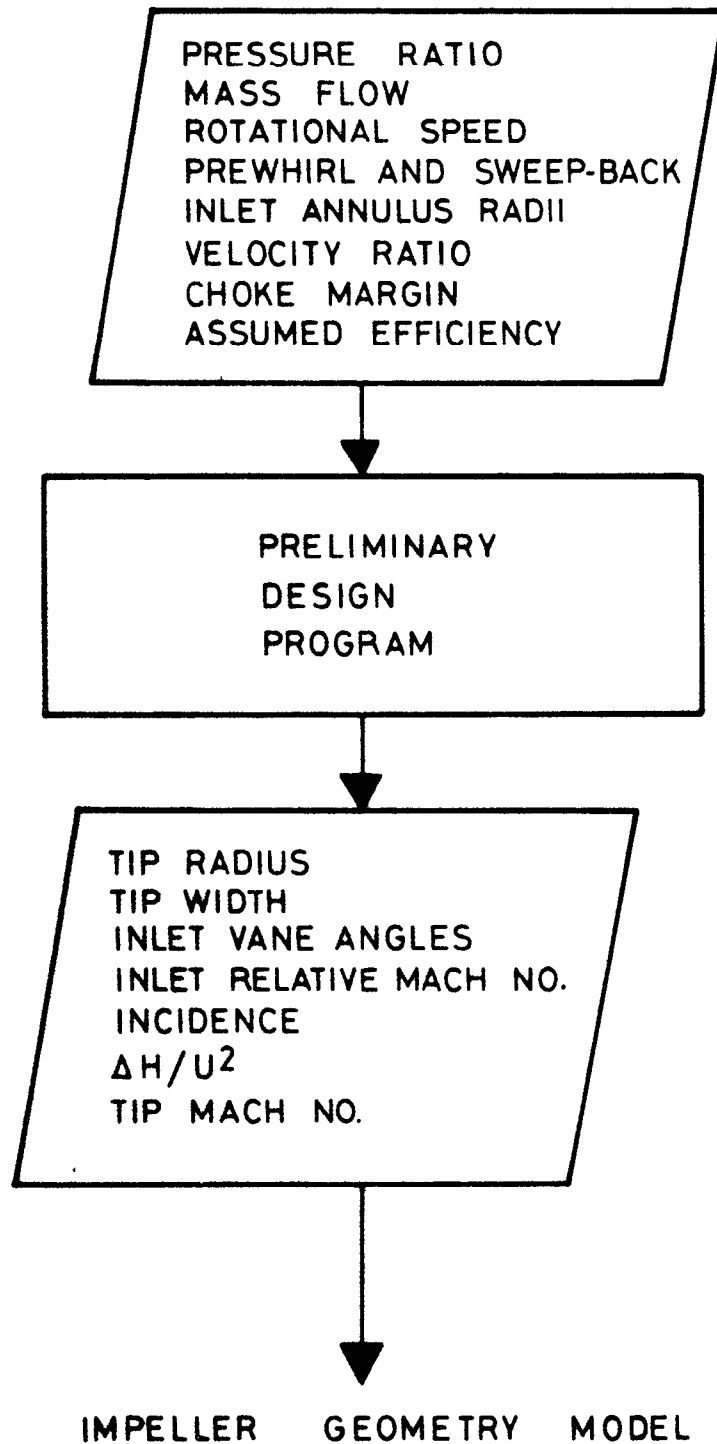 PRESSURE RATIO
MASS FLOW
ROTATIONAL SPEED
PREWHIRL AND SWEEP-BACK
INLET ANNULUS RADII
VELOCITY RATIO
CHOKE MARGIN
ASSUMED EFFICIENCY
PRELIMINARY
DESIGN
PROGRAM
TIP RADIUS
TIP WIDTH
INLET VANE ANGLES
INLET RELATIVE MACH NO.
INCIDENCE
ΔH/U²
TIP MACH NO.
IMPELLER GEOMETRY MODEL